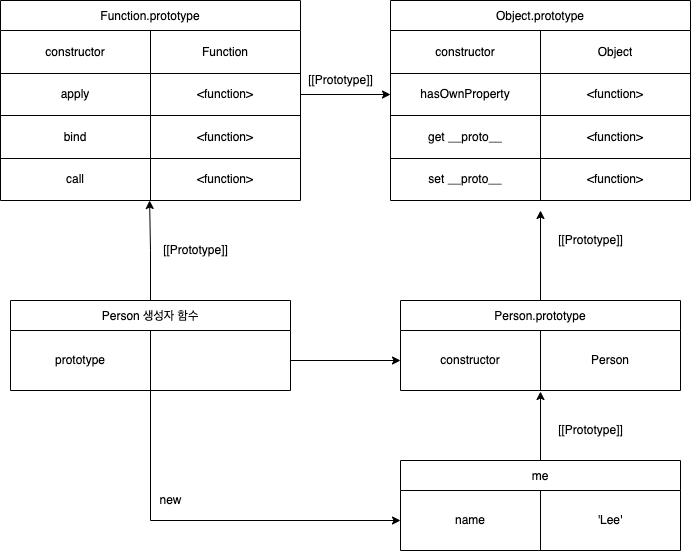 Function.prototype
constructor
Function
apply
<function>
bind
<function>
call
<function>
[[Prototype]]
Object.prototype
constructor
Object
hasOwnProperty
<function>
get __proto__
<function>
set __proto__
<function>
[[Prototype]]
[[Prototype]]
Person 생성자 함수
prototype
Person.prototype
constructor
Person
[[Prototype]]
new
me
name
'Lee'